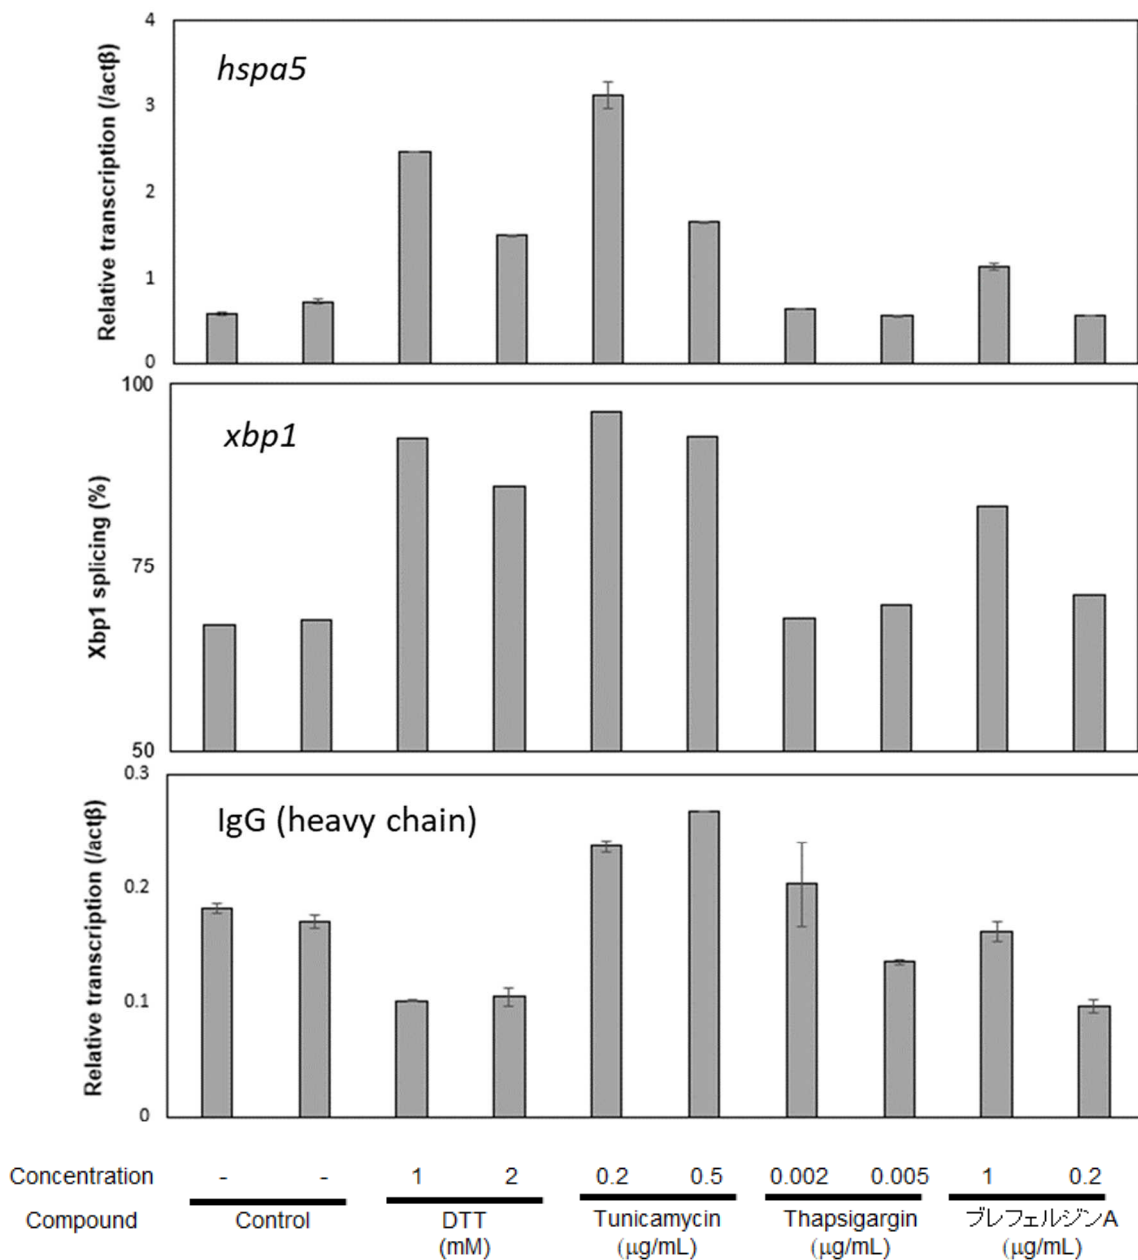 4
3
2
1
0
Relative transcription (/actβ)
hspa5
100
75
50
Xbp1 splicing (%)
xbp1
0.3
0.2
0.1
0
Relative transcription (/actβ)
IgG (heavy chain)
Concentration - - 1 2 0.2 0.5 0.002 0.005 1 0.2
Compound Control DTT Tunicamycin Thapsigargin ブレフェルジンA
(mM) (μg/mL) (μg/mL) (μg/mL)